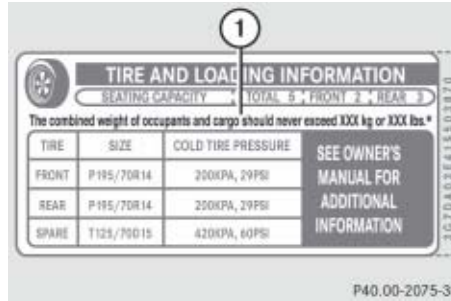 1
TIRE AND LOADING INFORMATION
SEATING CAPACITY TOTAL 5 FRONT 2 REAR 3
The combined weight of occupants and cargo should never exceed XXX kg or XXX lbs.*
TIRE SIZE COLD TIRE PRESSURE
SEE OWNER'S
FRONT P195/70R14 200KPA, 29PSI
MANUAL FOR
REAR P195/70R14 200KPA, 29PSI
ADDITIONAL
INFORMATION
SPARE T125/70D15 420KPA, 60PSI
P40.00-2075-3